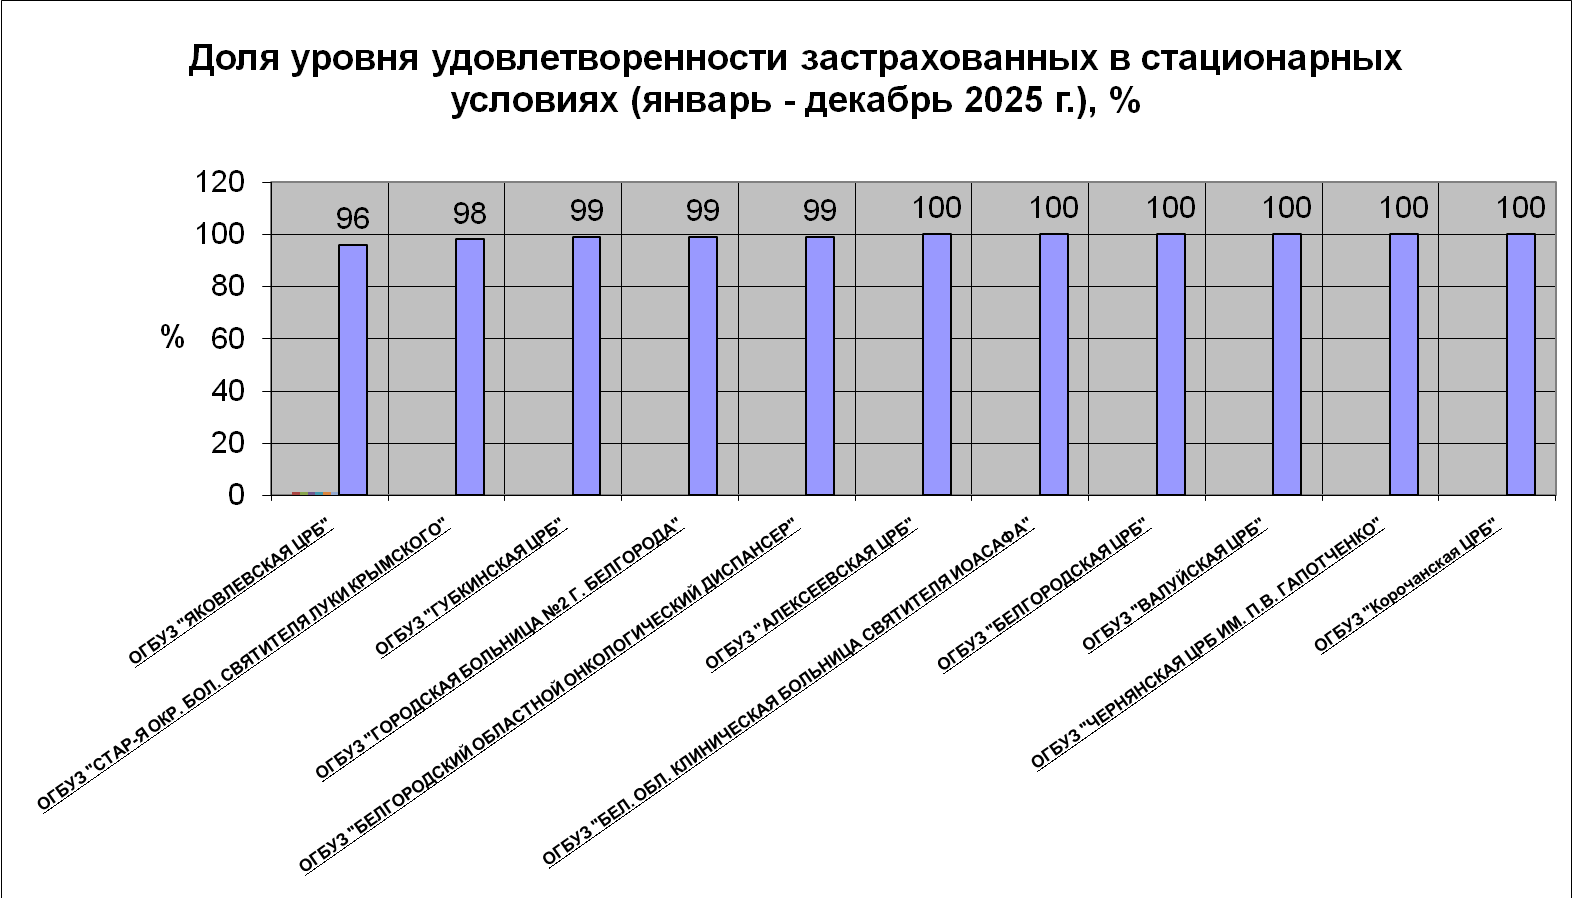 Доля уровня удовлетворенности застрахованных в стационарных
условиях (январь - декабрь 2025 г.), %
120
100
80
60
40
20
0
%
96
98
99
99
99
100
100
100
100
100
100
ОГБУЗ "ЯКОВЛЕВСКАЯ ЦРБ"
ОГБУЗ "СТАР-Я ОКР. БОЛ. СВЯТИТЕЛЯ ЛУКИ КРЫМСКОГО"
ОГБУЗ "ГУБКИНСКАЯ ЦРБ"
ОГБУЗ "ГОРОДСКАЯ БОЛЬНИЦА №2 Г. БЕЛГОРОДА"
ОГБУЗ "БЕЛГОРОДСКИЙ ОБЛАСТНОЙ ОНКОЛОГИЧЕСКИЙ ДИСПАНСЕР"
ОГБУЗ "АЛЕКСЕЕВСКАЯ ЦРБ"
ОГБУЗ "БЕЛ. ОБЛ. КЛИНИЧЕСКАЯ БОЛЬНИЦА СВЯТИТЕЛЯ ИОАСАФА"
ОГБУЗ "БЕЛГОРОДСКАЯ ЦРБ"
ОГБУЗ "ВАЛУЙСКАЯ ЦРБ"
ОГБУЗ "ЧЕРНЯНСКАЯ ЦРБ ИМ. П.В. ГАПОТЧЕНКО"
ОГБУЗ "Корочанская ЦРБ"